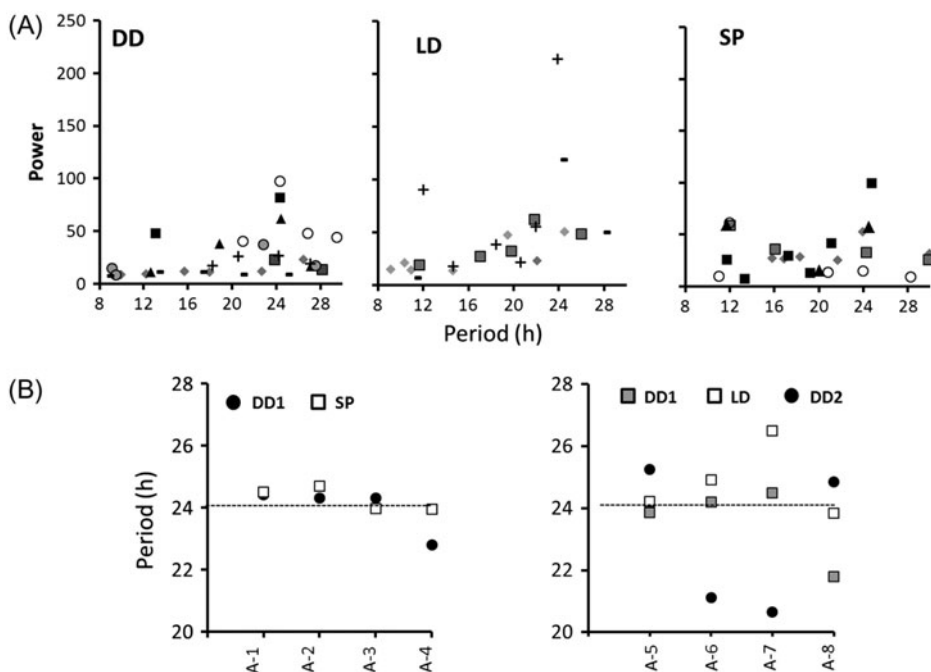 (A)
DD
LD
SP
Power
250
200
150
100
50
0
8 12 16 20 24 28
8 12 16 20 24 28
8 12 16 20 24 28
Period (h)
(B)
DD1 SP
Period (h)
28
26
24
22
20
A-1
A-2
A-3
A-4
DD1 LD DD2
28
26
24
22
20
A-5
A-6
A-7
A-8